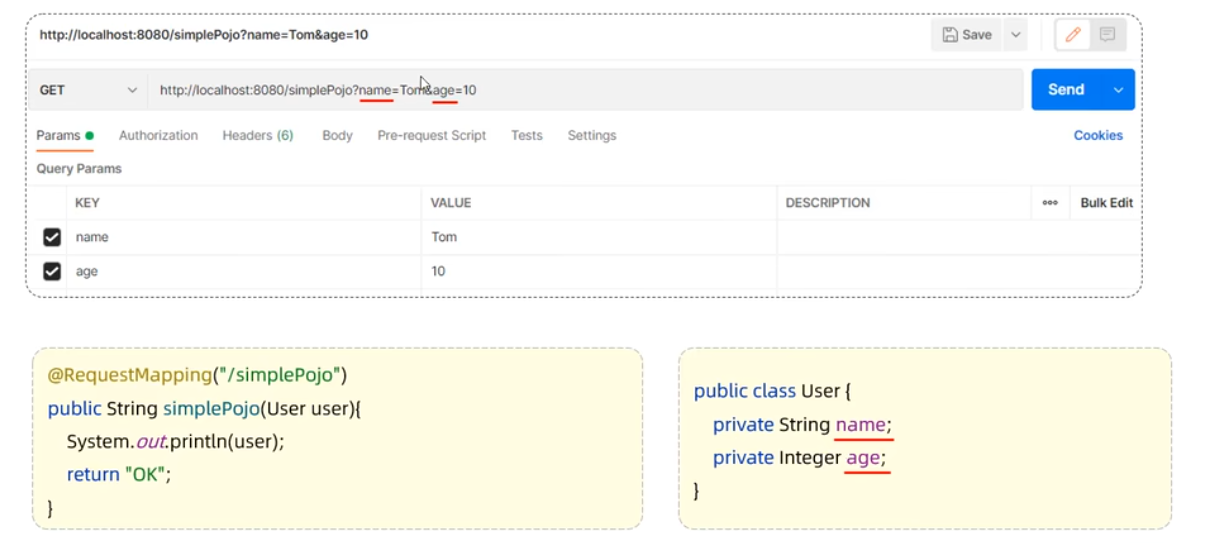 http://localhost:8080/simplePojo?name=Tom&age=10
Save
GET
http://localhost:8080/simplePojo?name=Tom&age=10
Send
Params Authorization Headers (6) Body Pre-request Script Tests Settings Cookies
Query Params
KEY VALUE DESCRIPTION ooo Bulk Edit
name Tom
age 10
@RequestMapping("/simplePojo")
public String simplePojo(User user){
System.out.println(user);
return "OK";
}
public class User {
private String name;
private Integer age;
}